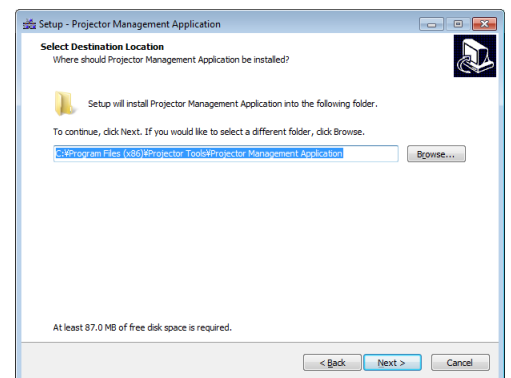 Setup - Projector Management Application
Select Destination Location
Where should Projector Management Application be installed?
Setup will install Projector Management Application into the following folder.
To continue, click Next. If you would like to select a different folder, click Browse.
C:¥Program Files (x86)¥Projector Tools¥Projector Management Application
Browse...
At least 87.0 MB of free disk space is required.
< Back Next > Cancel